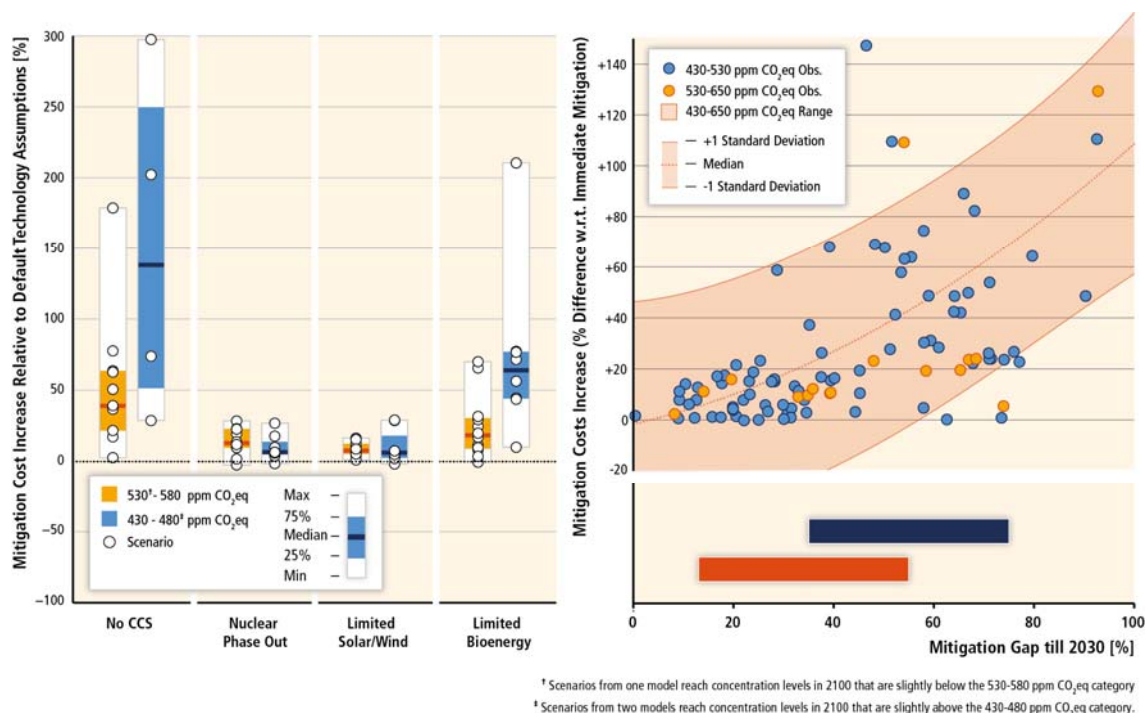 Mitigation Cost Increase Relative to Default Technology Assumptions [%]
300
250
200
150
100
50
0
−50
−100
530†- 580 ppm CO₂eq
430 - 480‡ ppm CO₂eq
Scenario
Max
75%
Median
25%
Min
No CCS
Nuclear
Phase Out
Limited
Solar/Wind
Limited
Bioenergy
Mitigation Costs Increase (% Difference w.r.t. Immediate Mitigation)
+140
+120
+100
+80
+60
+40
+20
0
-20
430-530 ppm CO₂eq Obs.
530-650 ppm CO₂eq Obs.
430-650 ppm CO₂eq Range
+1 Standard Deviation
Median
-1 Standard Deviation
0
20
40
60
80
100
Mitigation Gap till 2030 [%]
† Scenarios from one model reach concentration levels in 2100 that are slightly below the 530-580 ppm CO₂eq category
‡ Scenarios from two models reach concentration levels in 2100 that are slightly above the 430-480 ppm CO₂eq category.